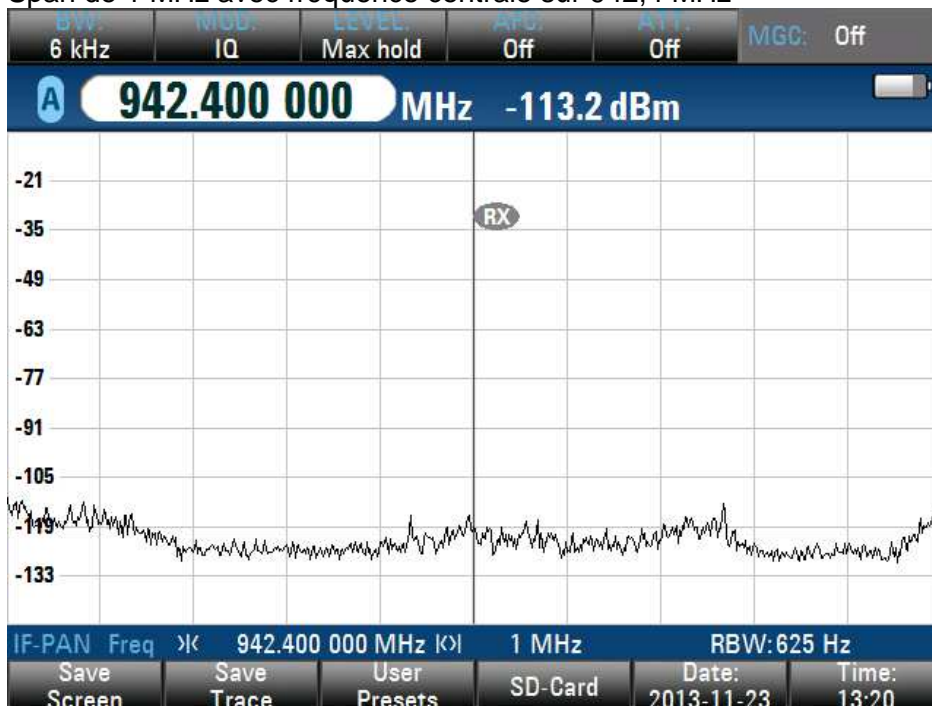 Span de 1 MHz avec fréquence centrale sur 942,4 MHz
BW: MOD: LEVEL: AFC: ATT: MGC: Off
6 kHz IQ Max hold Off Off
A 942.400 000 MHz -113.2 dBm
-21
RX
-35
-49
-63
-77
-91
-105
-119
-133
IF-PAN Freq 942.400 000 MHz 1 MHz RBW:625 Hz
Save Save User SD-Card Date: Time:
Screen Trace Presets 2013-11-23 13:20